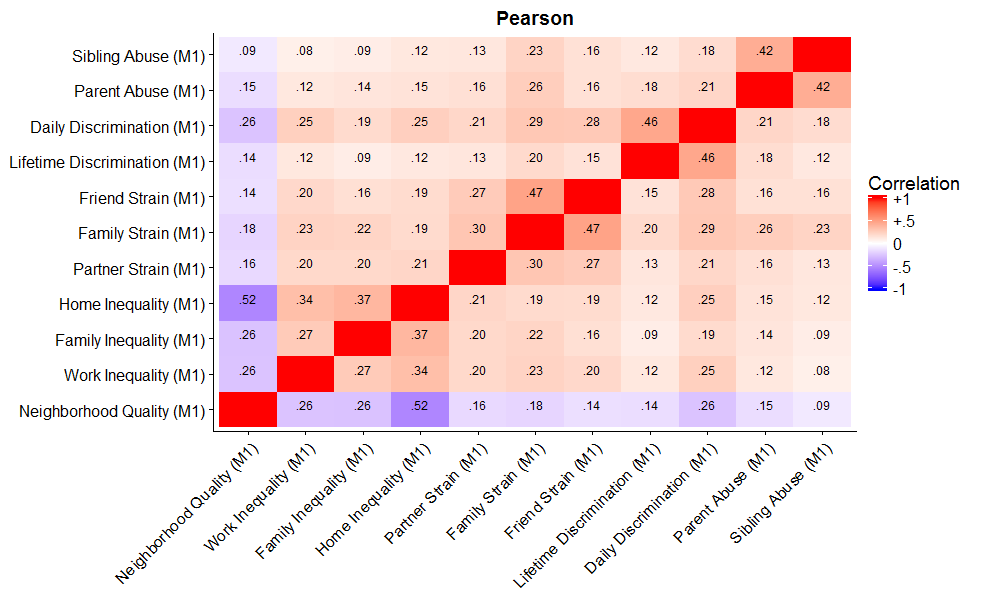 Pearson
Sibling Abuse (M1) .09 .08 .09 .12 .13 .23 .16 .12 .18 .42
Parent Abuse (M1) .15 .12 .14 .15 .16 .26 .16 .18 .21 .42
Daily Discrimination (M1) .26 .25 .19 .25 .21 .29 .28 .46 .21 .18
Lifetime Discrimination (M1) .14 .12 .09 .12 .13 .20 .15 .46 .18 .12
Friend Strain (M1) .14 .20 .16 .19 .27 .47 .15 .28 .16 .16
Family Strain (M1) .18 .23 .22 .19 .30 .47 .20 .29 .26 .23
Partner Strain (M1) .16 .20 .20 .21 .30 .27 .13 .21 .16 .13
Home Inequality (M1) .52 .34 .37 .21 .19 .19 .12 .25 .15 .12
Family Inequality (M1) .26 .27 .37 .20 .22 .16 .09 .19 .14 .09
Work Inequality (M1) .26 .27 .34 .20 .23 .20 .12 .25 .12 .08
Neighborhood Quality (M1) .26 .26 .52 .16 .18 .14 .14 .26 .15 .09
Neighborhood Quality (M1)
Work Inequality (M1)
Family Inequality (M1)
Home Inequality (M1)
Partner Strain (M1)
Family Strain (M1)
Friend Strain (M1)
Lifetime Discrimination (M1)
Daily Discrimination (M1)
Parent Abuse (M1)
Sibling Abuse (M1)
Correlation
+1
+.5
0
-.5
-1